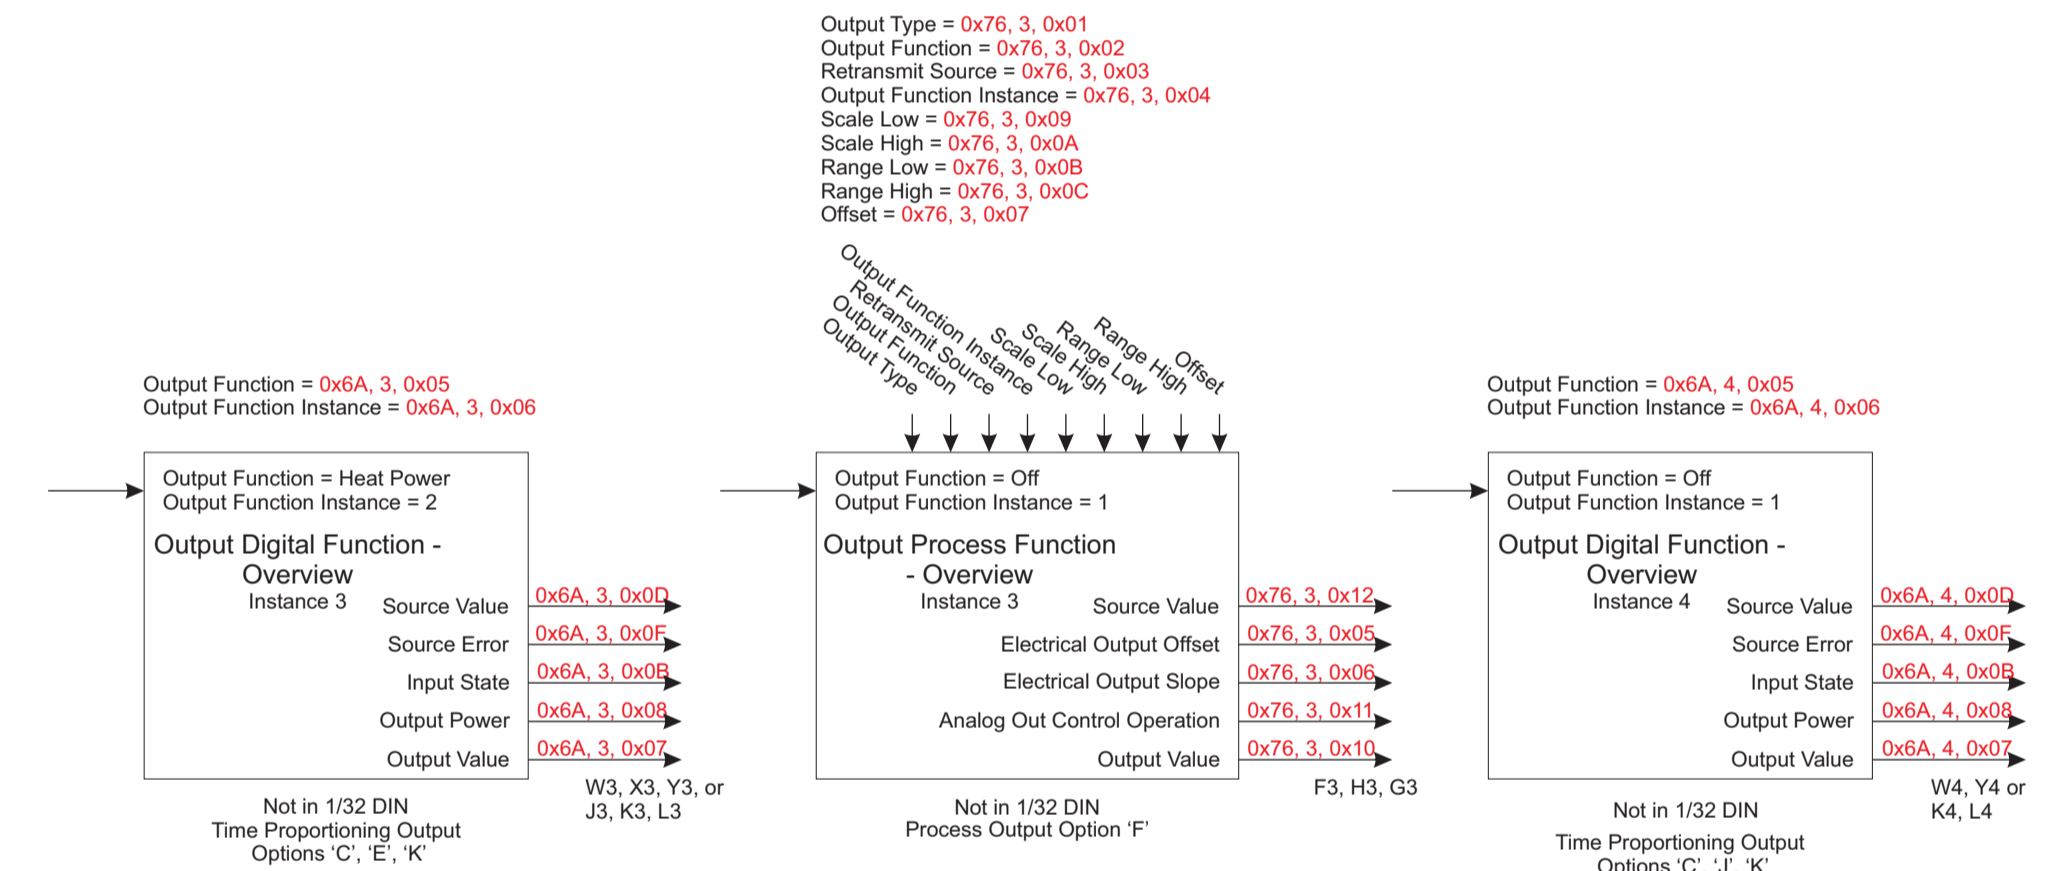 Output Type = 0x76, 3, 0x01
Output Function = 0x76, 3, 0x02
Retransmit Source = 0x76, 3, 0x03
Output Function Instance = 0x76, 3, 0x04
Scale Low = 0x76, 3, 0x09
Scale High = 0x76, 3, 0x0A
Range Low = 0x76, 3, 0x0B
Range High = 0x76, 3, 0x0C
Offset = 0x76, 3, 0x07
Output Function = 0x6A, 3, 0x05
Output Function Instance = 0x6A, 3, 0x06
Output Function = Heat Power
Output Function Instance = 2
Output Digital Function -
Overview
Instance 3
Source Value 0x6A, 3, 0x0D
Source Error 0x6A, 3, 0x0F
Input State 0x6A, 3, 0x0B
Output Power 0x6A, 3, 0x08
Output Value 0x6A, 3, 0x07
W3, X3, Y3, or
J3, K3, L3
Not in 1/32 DIN
Time Proportioning Output
Options ‘C’, ‘E’, ‘K’
Output Type
Output Function
Retransmit Source
Output Function Instance
Scale Low
Scale High
Range Low
Range High
Offset
Output Function = Off
Output Function Instance = 1
Output Process Function
- Overview
Instance 3
Source Value 0x76, 3, 0x12
Electrical Output Offset 0x76, 3, 0x05
Electrical Output Slope 0x76, 3, 0x06
Analog Out Control Operation 0x76, 3, 0x11
Output Value 0x76, 3, 0x10
F3, H3, G3
Not in 1/32 DIN
Process Output Option ‘F’
Output Function = 0x6A, 4, 0x05
Output Function Instance = 0x6A, 4, 0x06
Output Function = Off
Output Function Instance = 1
Output Digital Function -
Overview
Instance 4
Source Value 0x6A, 4, 0x0D
Source Error 0x6A, 4, 0x0F
Input State 0x6A, 4, 0x0B
Output Power 0x6A, 4, 0x08
Output Value 0x6A, 4, 0x07
W4, Y4 or
K4, L4
Not in 1/32 DIN
Time Proportioning Output
Options ‘C’, ‘J’, ‘K’